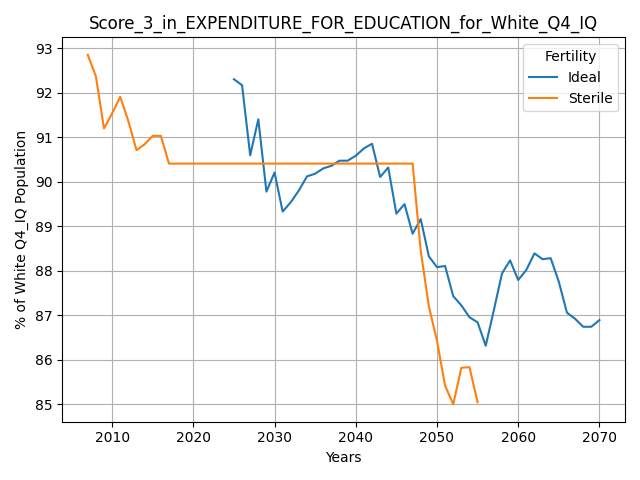 Score_3_in_EXPENDITURE_FOR_EDUCATION_for_White_Q4_IQ
Fertility
Ideal
Sterile
% of White Q4_IQ Population
93
92
91
90
89
88
87
86
85
2010 2020 2030 2040 2050 2060 2070
Years